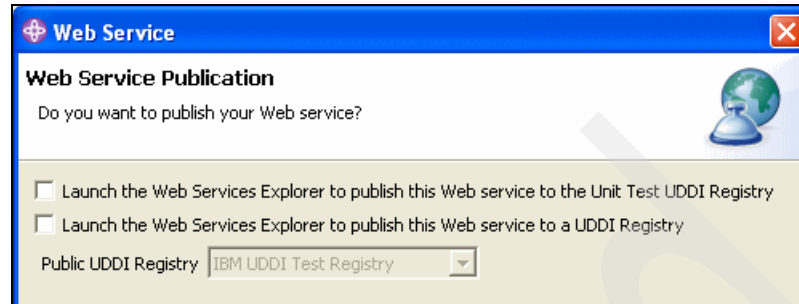 Web Service
Web Service Publication
Do you want to publish your Web service?
Launch the Web Services Explorer to publish this Web service to the Unit Test UDDI Registry
Launch the Web Services Explorer to publish this Web service to a UDDI Registry
Public UDDI Registry IBM UDDI Test Registry